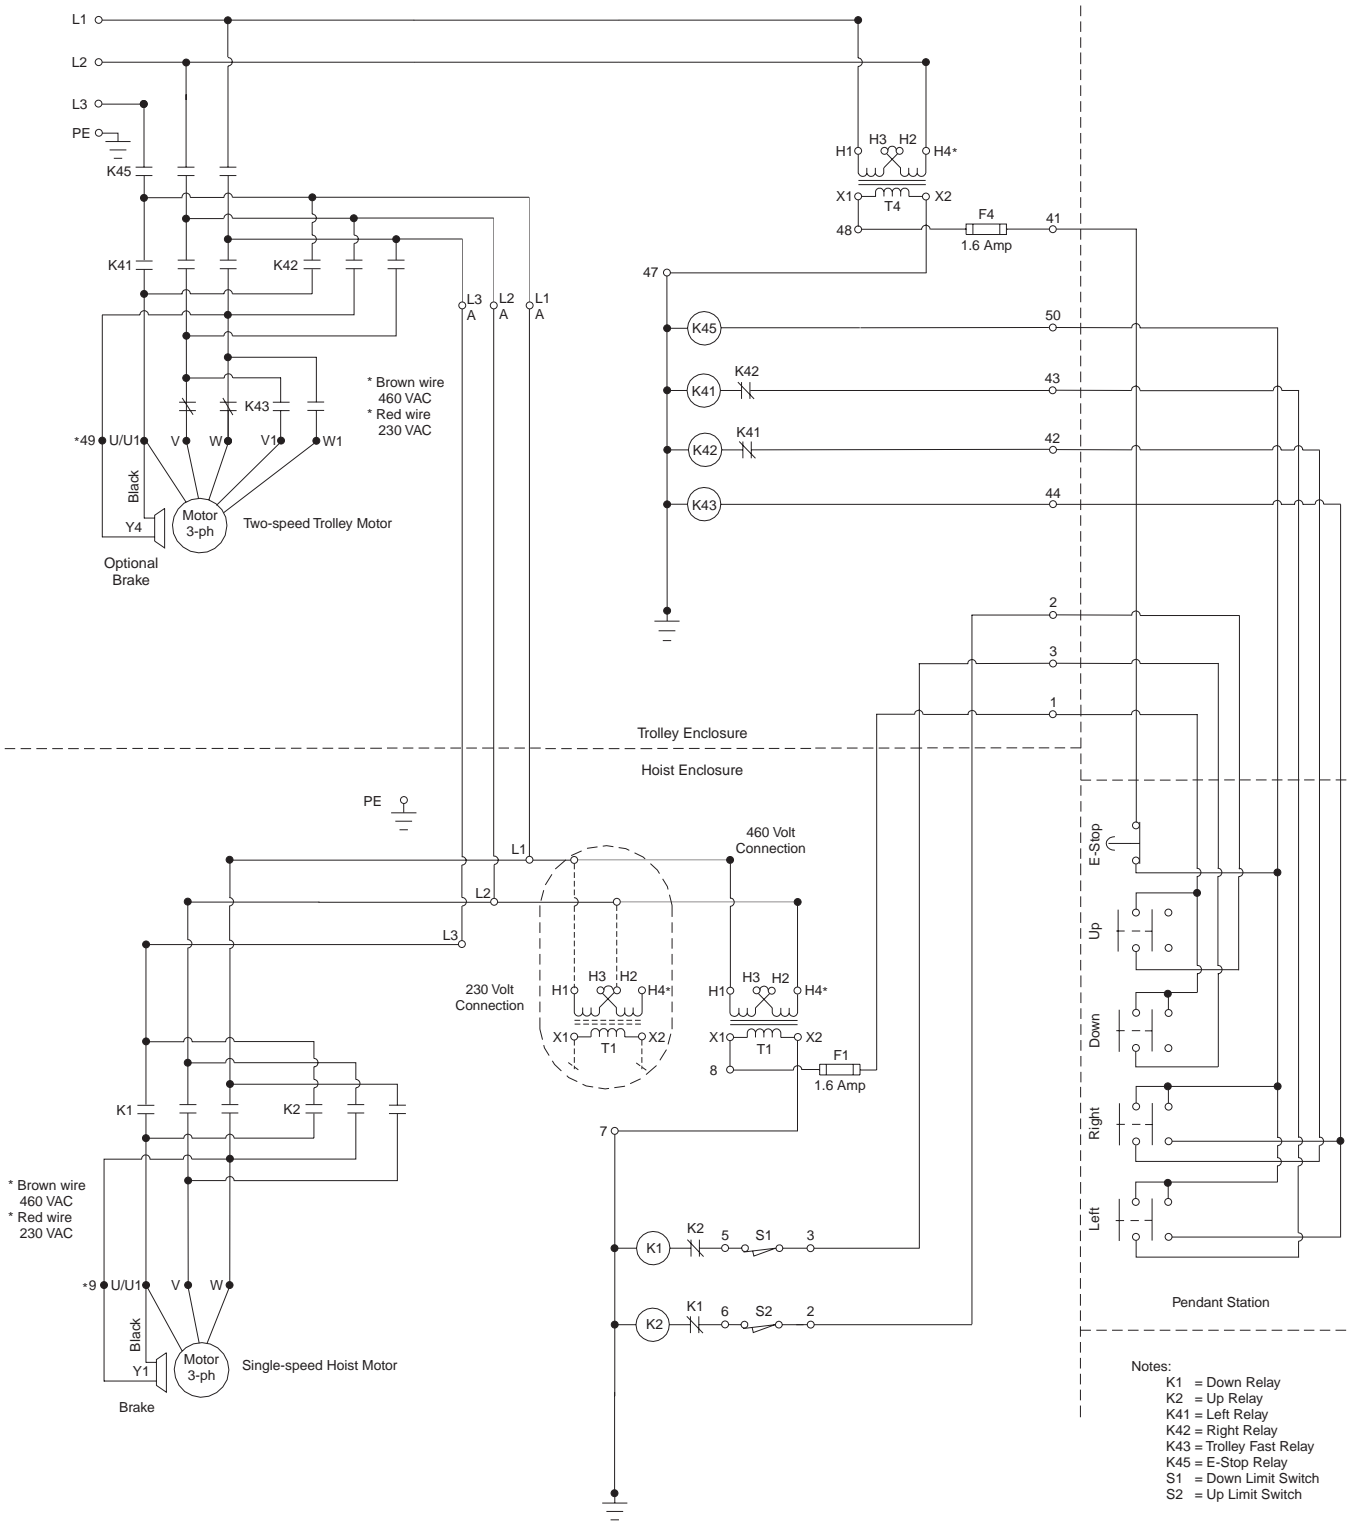 L1
L2
L3
PE
H3 H2
H1 H4*
K45
X1 X2
T4
F4
41
48
1.6 Amp
K41
K42
47
L3
A
L2
A
L1
A
50
K45
K42
43
* Brown wire
460 VAC
* Red wire
230 VAC
K41
K43
K41
42
*49 U/U1 V W V1 W1
K42
Black
44
K43
Motor
3-ph
Two-speed Trolley Motor
Y4
Optional
Brake
2
3
1
Trolley Enclosure
Hoist Enclosure
PE
460 Volt
Connection
E-Stop
L1
L2
L3
Up
230 Volt
Connection
H3 H2
H1 H4*
H3 H2
H1 H4*
X1 X2
T1
X1 X2
T1
Down
F1
8
1.6 Amp
K1
K2
7
Right
* Brown wire
460 VAC
* Red wire
230 VAC
Left
K2
5 S1 3
K1
*9 U/U1 V W
Pendant Station
K1
6 S2 2
K2
Black
Motor
3-ph
Single-speed Hoist Motor
Y1
Brake
Notes:
K1 = Down Relay
K2 = Up Relay
K41 = Left Relay
K42 = Right Relay
K43 = Trolley Fast Relay
K45 = E-Stop Relay
S1 = Down Limit Switch
S2 = Up Limit Switch